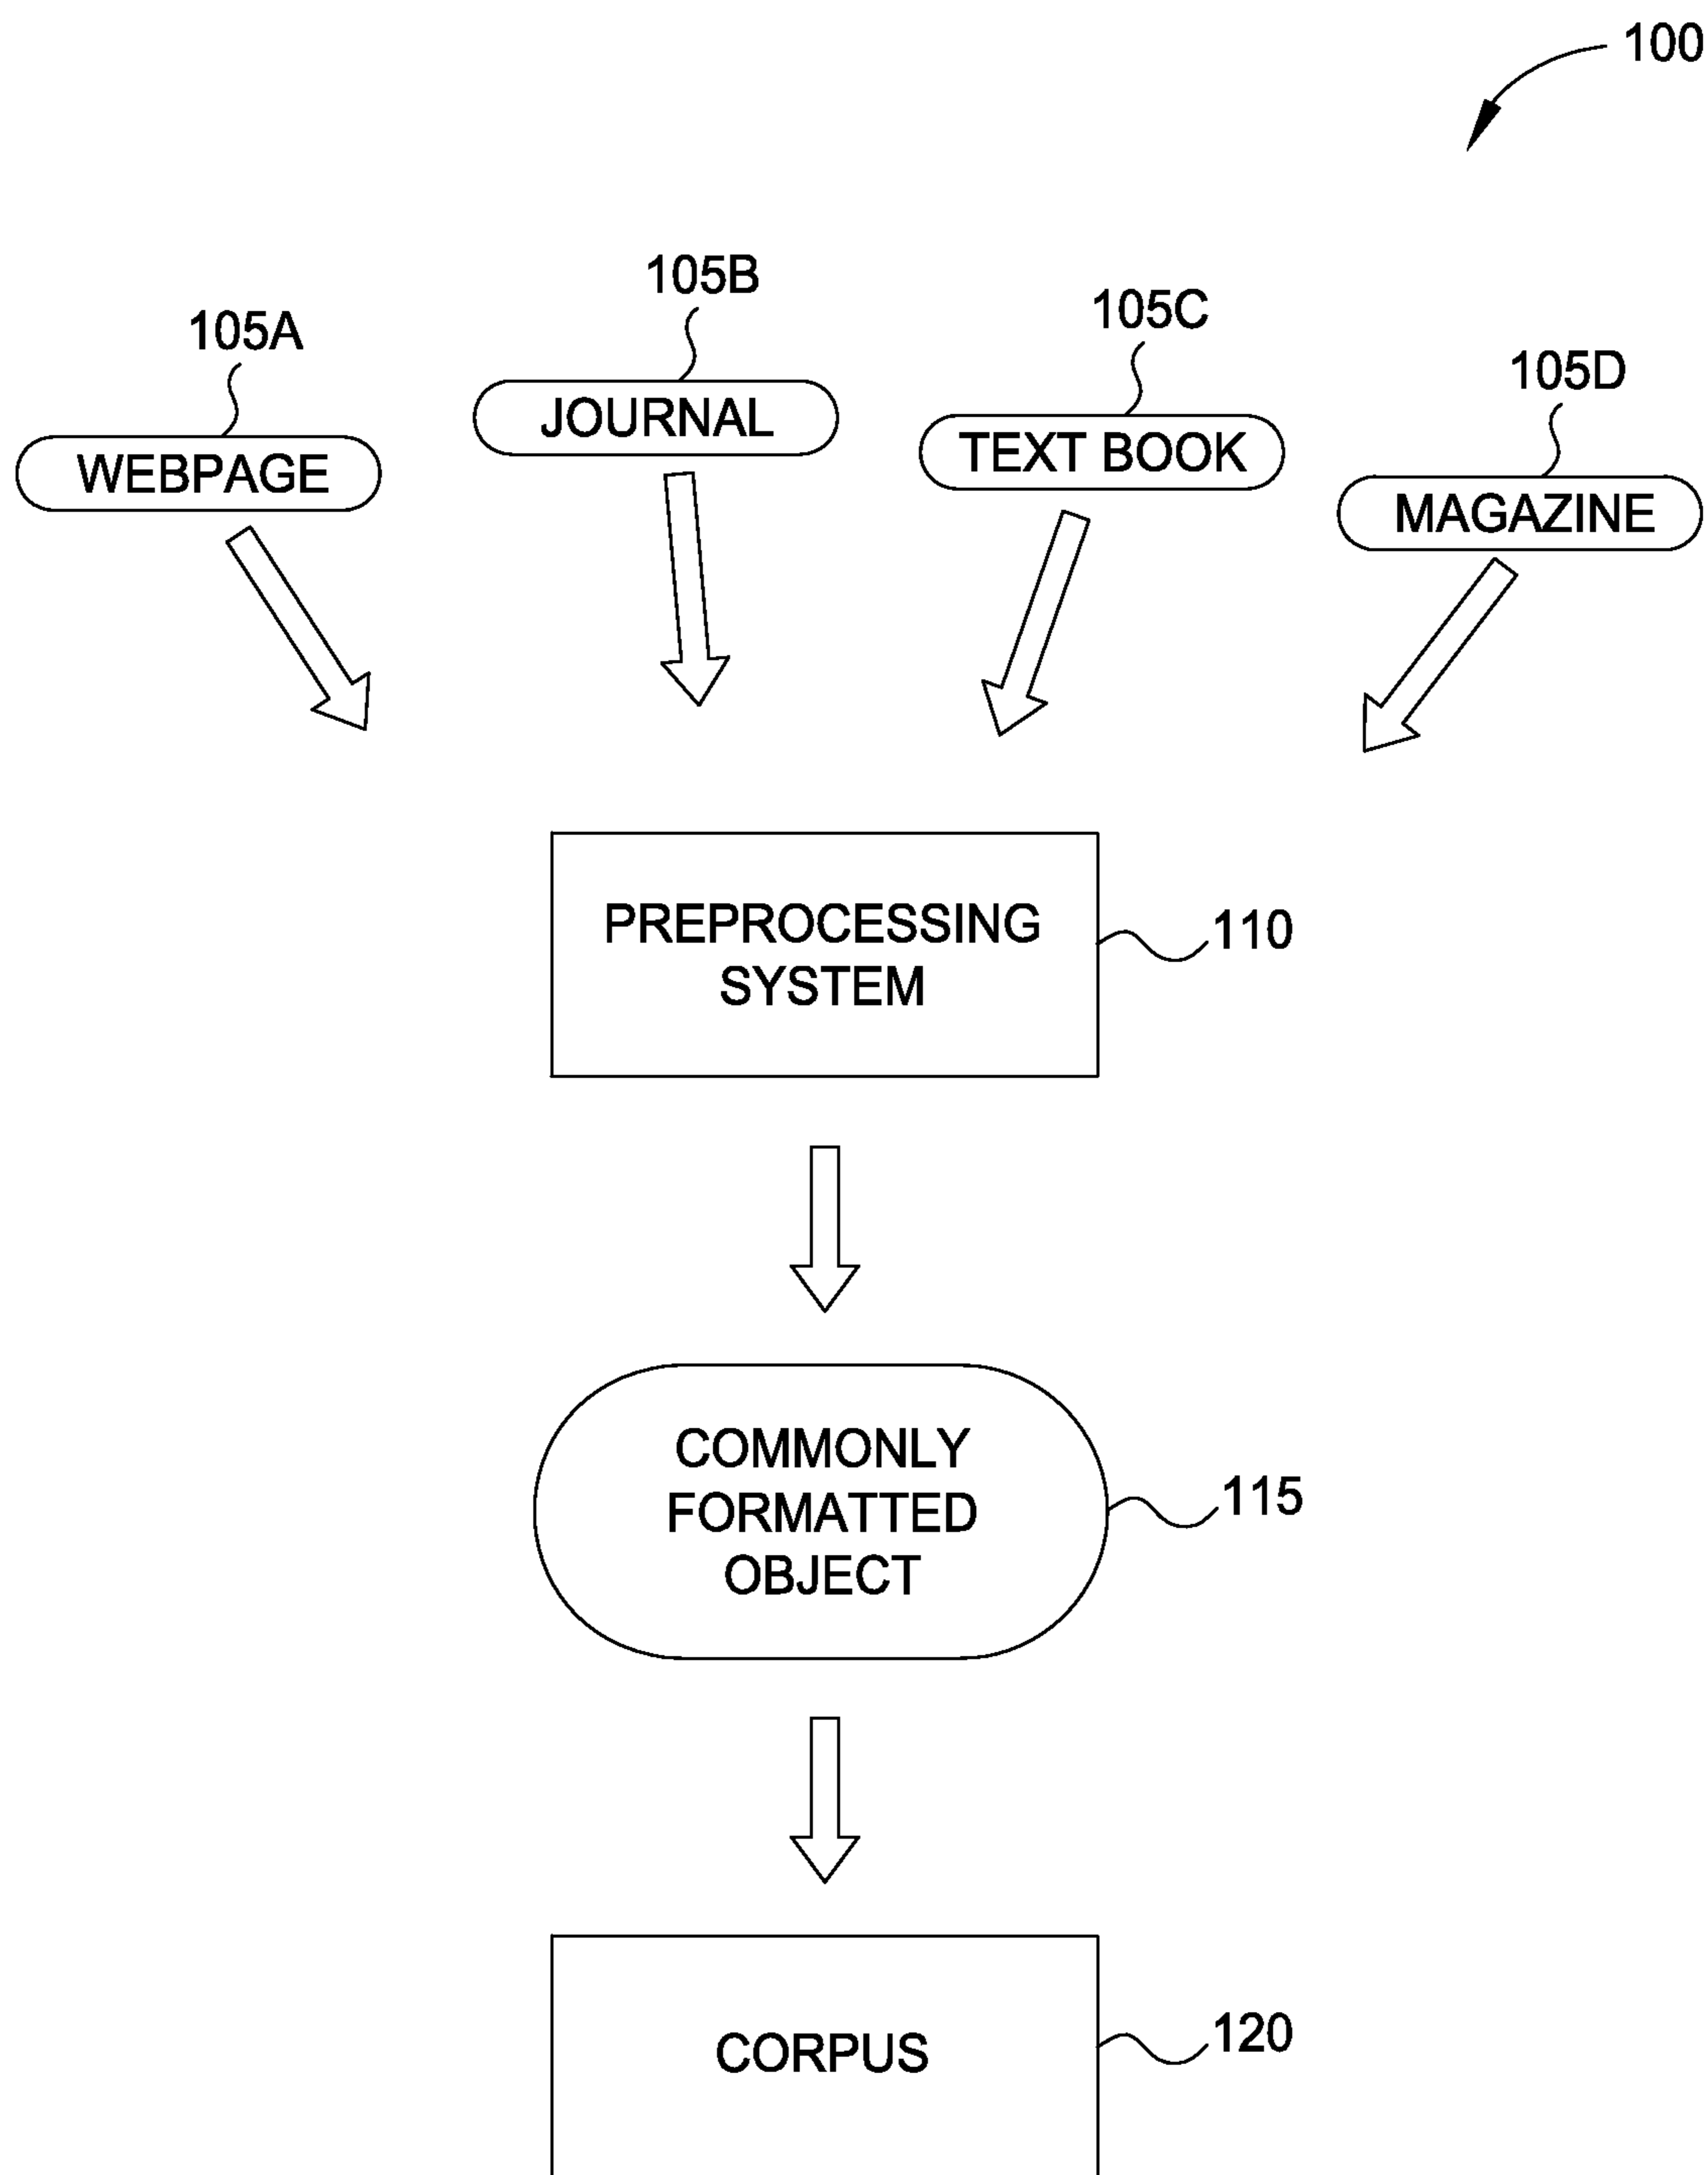 100
105A
105B
105C
105D
WEBPAGE
JOURNAL
TEXT BOOK
MAGAZINE
PREPROCESSING
SYSTEM
110
COMMONLY
FORMATTED
OBJECT
115
CORPUS
120